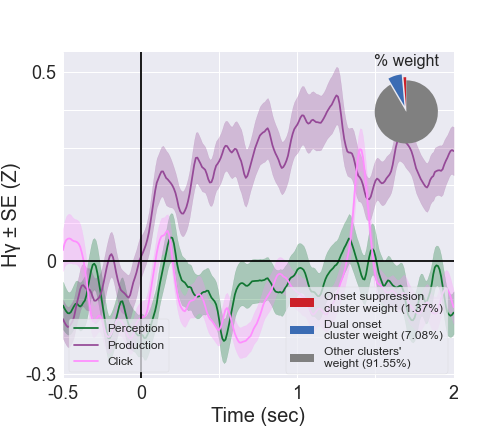 % weight
0.5
0
-0.3
Hγ ± SE (Z)
Perception
Production
Click
Onset suppression
cluster weight (1.37%)
Dual onset
cluster weight (7.08%)
Other clusters'
weight (91.55%)
-0.5
0
1
2
Time (sec)